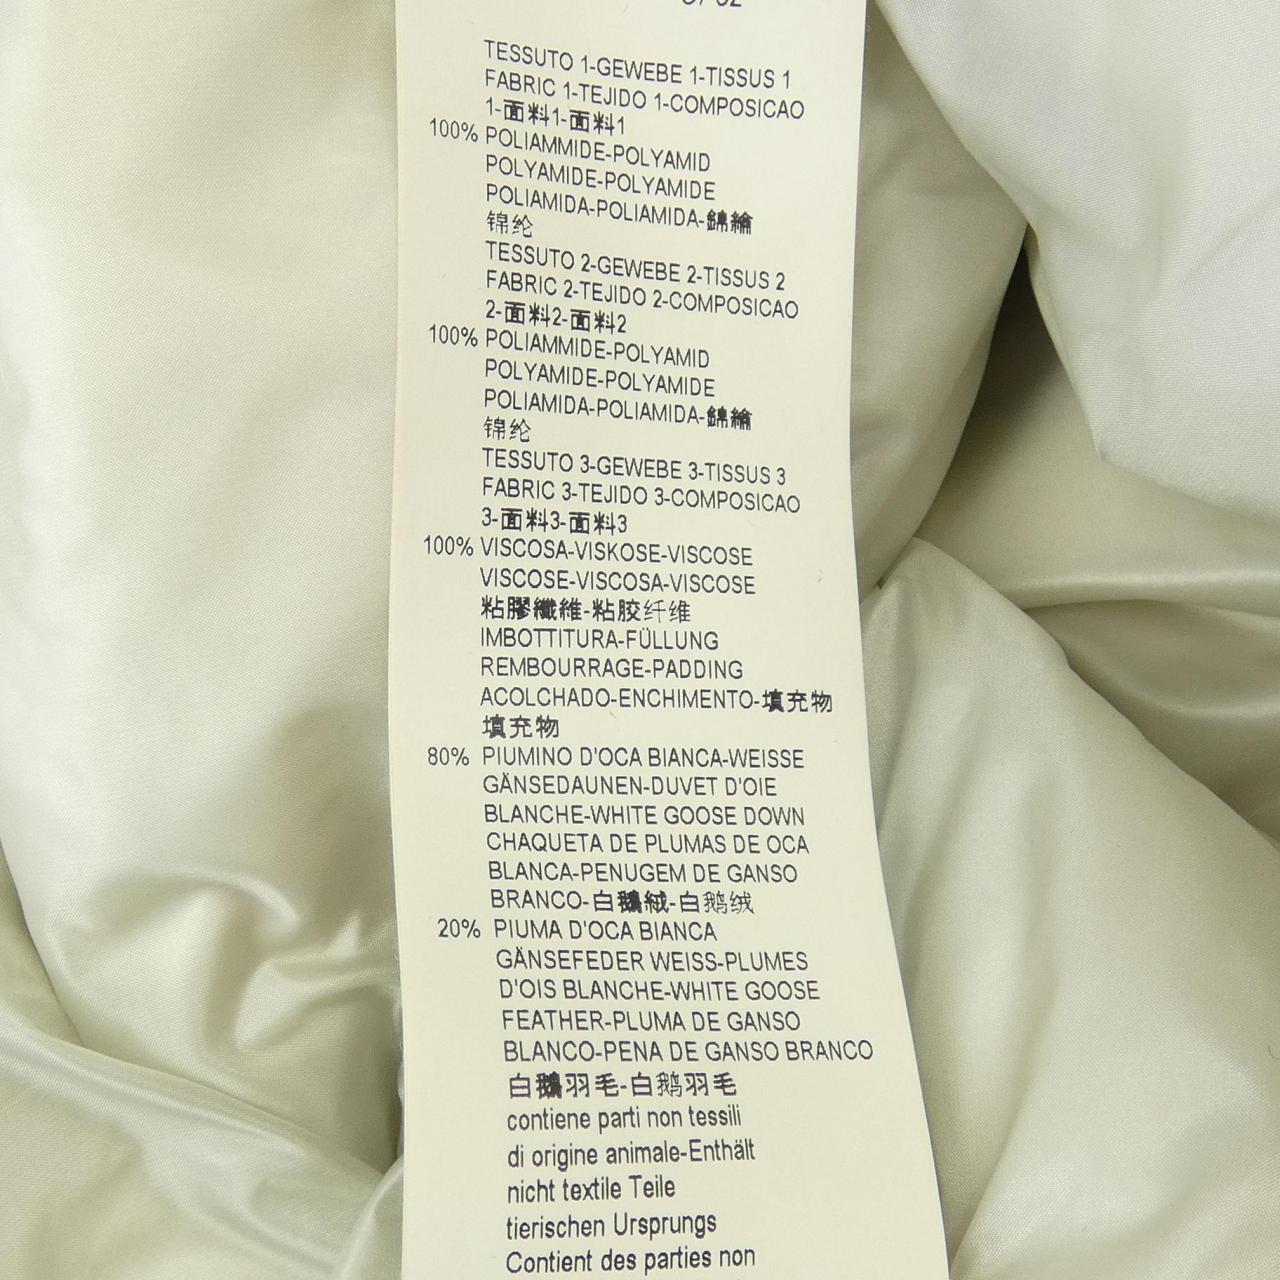 TESSUTO 1-GEWEBE 1-TISSUS 1
FABRIC 1-TEJIDO 1-COMPOSICAO
1-面料1-面料1
100% POLIAMMIDE-POLYAMID
POLYAMIDE-POLYAMIDE
POLIAMIDA-POLIAMIDA-錦綸
锦纶
TESSUTO 2-GEWEBE 2-TISSUS 2
FABRIC 2-TEJIDO 2-COMPOSICAO
2-面料2-面料2
100% POLIAMMIDE-POLYAMID
POLYAMIDE-POLYAMIDE
POLIAMIDA-POLIAMIDA-錦綸
锦纶
TESSUTO 3-GEWEBE 3-TISSUS 3
FABRIC 3-TEJIDO 3-COMPOSICAO
3-面料3-面料3
100% VISCOSA-VISKOSE-VISCOSE
VISCOSE-VISCOSA-VISCOSE
粘膠纖維-粘胶纤维
IMBOTTITURA-FÜLLUNG
REMBOURRAGE-PADDING
ACOLCHADO-ENCHIMENTO-填充物
填充物
80% PIUMINO D'OCA BIANCA-WEISSE
GÄNSEDAUNEN-DUVET D'OIE
BLANCHE-WHITE GOOSE DOWN
CHAQUETA DE PLUMAS DE OCA
BLANCA-PENUGEM DE GANSO
BRANCO-白鵝絨-白鹅绒
20% PIUMA D'OCA BIANCA
GÄNSEFEDER WEISS-PLUMES
D'OIS BLANCHE-WHITE GOOSE
FEATHER-PLUMA DE GANSO
BLANCO-PENA DE GANSO BRANCO
白鵝羽毛-白鹅羽毛
contiene parti non tessili
di origine animale-Enthält
nicht textile Teile
tierischen Ursprungs
Contient des parties non